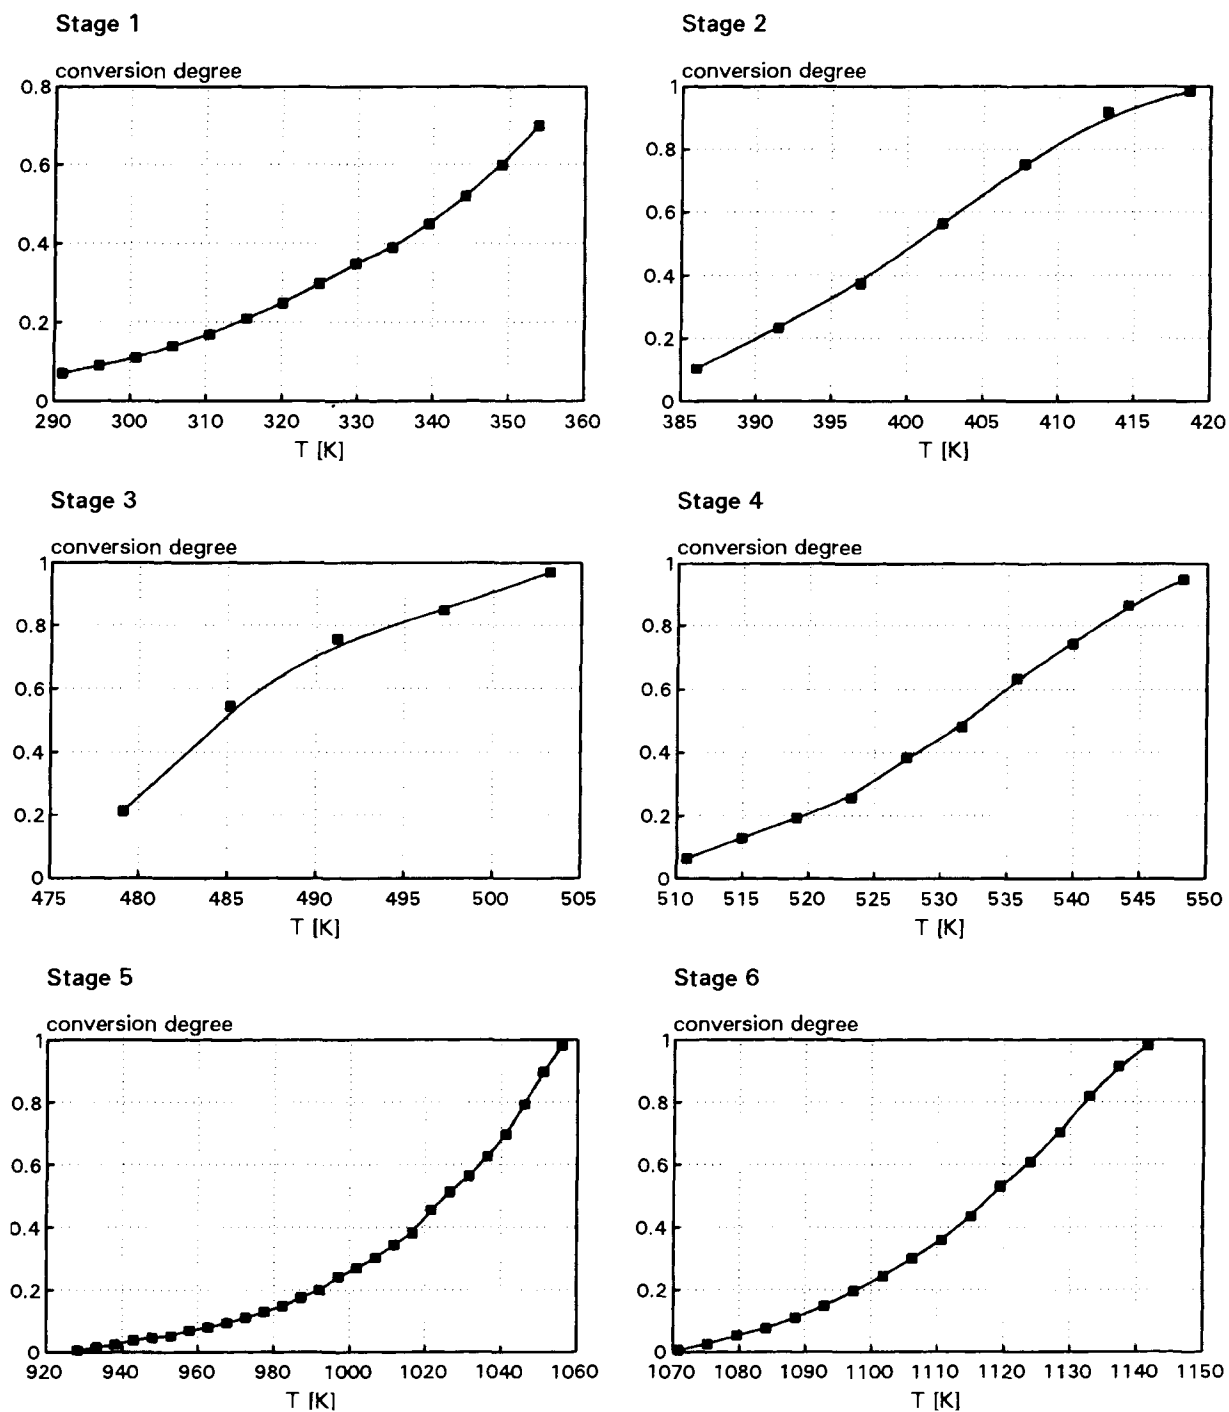 Stage 1
conversion degree
0.8
0.6
0.4
0.2
0
290 300 310 320 330 340 350 360
T [K]
Stage 2
conversion degree
1
0.8
0.6
0.4
0.2
0
385 390 395 400 405 410 415 420
T [K]
Stage 3
conversion degree
1
0.8
0.6
0.4
0.2
0
475 480 485 490 495 500 505
T [K]
Stage 4
conversion degree
1
0.8
0.6
0.4
0.2
0
510 515 520 525 530 535 540 545 550
T [K]
Stage 5
conversion degree
1
0.8
0.6
0.4
0.2
0
920 940 960 980 1000 1020 1040 1060
T [K]
Stage 6
conversion degree
1
0.8
0.6
0.4
0.2
0
1070 1080 1090 1100 1110 1120 1130 1140 1150
T [K]